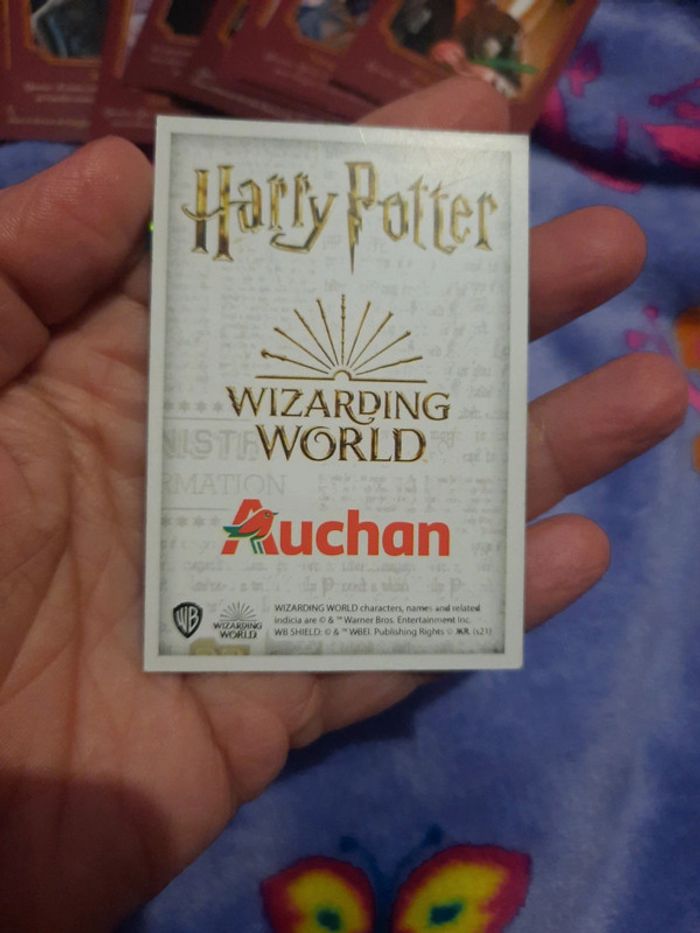 Harry Potter
WIZARDING
WORLD
Auchan
WB
WIZARDING
WORLD
WIZARDING WORLD characters, names and related
indicia are © & ™ Warner Bros. Entertainment Inc.
WB SHIELD: © & ™ WBEI. Publishing Rights © JKR. (s21)